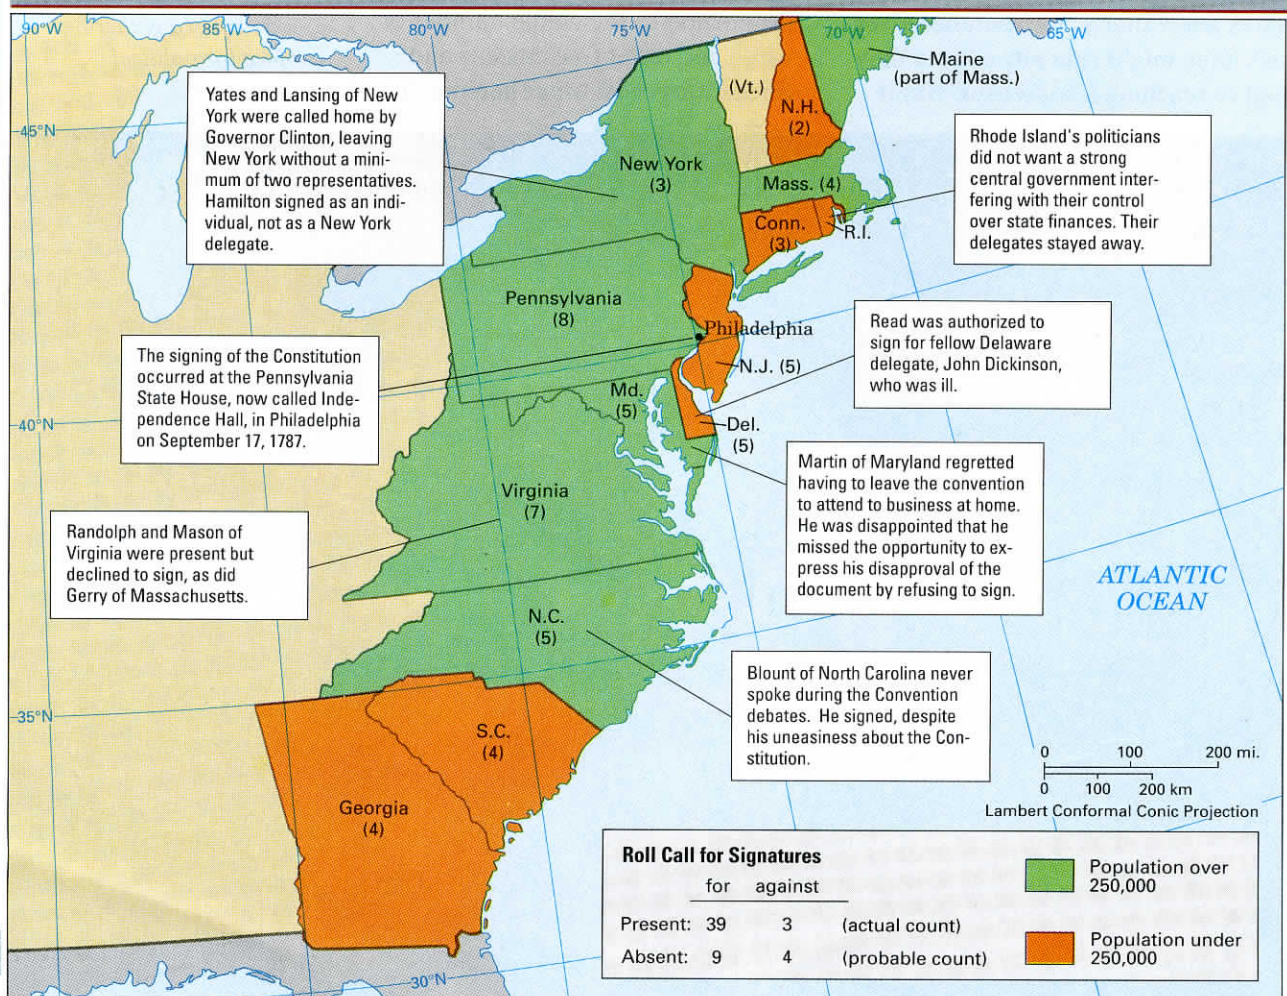 90°W
80°W
75°W
70°W
65°W
45°N
40°N
35°N
30°N
Yates and Lansing of New
York were called home by
Governor Clinton, leaving
New York without a mini-
mum of two representatives.
Hamilton signed as an indi-
vidual, not as a New York
delegate.
Maine
(part of Mass.)
(Vt.)
N.H.
(2)
New York
(3)
Mass. (4)
Conn.
(3)
R.I.
Rhode Island's politicians
did not want a strong
central government inter-
fering with their control
over state finances. Their
delegates stayed away.
Pennsylvania
(8)
Philadelphia
N.J. (5)
Read was authorized to
sign for fellow Delaware
delegate, John Dickinson,
who was ill.
The signing of the Constitution
occurred at the Pennsylvania
State House, now called Inde-
pendence Hall, in Philadelphia
on September 17, 1787.
Md.
(5)
Del.
(5)
Martin of Maryland regretted
having to leave the convention
to attend to business at home.
He was disappointed that he
missed the opportunity to ex-
press his disapproval of the
document by refusing to sign.
Virginia
(7)
Randolph and Mason of
Virginia were present but
declined to sign, as did
Gerry of Massachusetts.
ATLANTIC
OCEAN
N.C.
(5)
Blount of North Carolina never
spoke during the Convention
debates. He signed, despite
his uneasiness about the Con-
stitution.
S.C.
(4)
Georgia
(4)
0 100 200 mi.
0 100 200 km
Lambert Conformal Conic Projection
Roll Call for Signatures
for against
Present: 39 3 (actual count)
Absent: 9 4 (probable count)
Population over
250,000
Population under
250,000